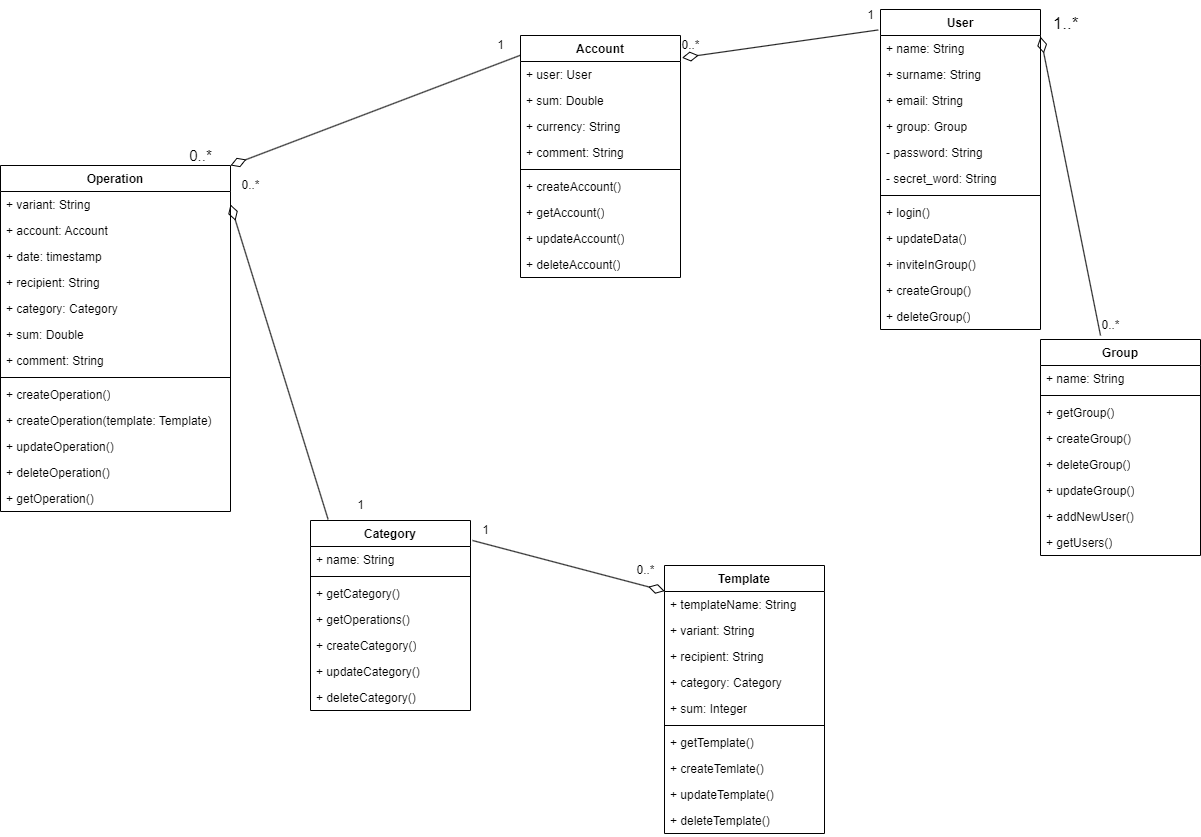 0..*
1
Operation
+ variant: String
+ account: Account
+ date: timestamp
+ recipient: String
+ category: Category
+ sum: Double
+ comment: String
+ createOperation()
+ createOperation(template: Template)
+ updateOperation()
+ deleteOperation()
+ getOperation()
0..*
1
Account
+ user: User
+ sum: Double
+ currency: String
+ comment: String
+ createAccount()
+ getAccount()
+ updateAccount()
+ deleteAccount()
0..*
1
User
+ name: String
+ surname: String
+ email: String
+ group: Group
- password: String
- secret_word: String
+ login()
+ updateData()
+ inviteInGroup()
+ createGroup()
+ deleteGroup()
1..*
0..*
Group
+ name: String
+ getGroup()
+ createGroup()
+ deleteGroup()
+ updateGroup()
+ addNewUser()
+ getUsers()
Category
+ name: String
+ getCategory()
+ getOperations()
+ createCategory()
+ updateCategory()
+ deleteCategory()
1
0..*
Template
+ templateName: String
+ variant: String
+ recipient: String
+ category: Category
+ sum: Integer
+ getTemplate()
+ createTemlate()
+ updateTemplate()
+ deleteTemplate()